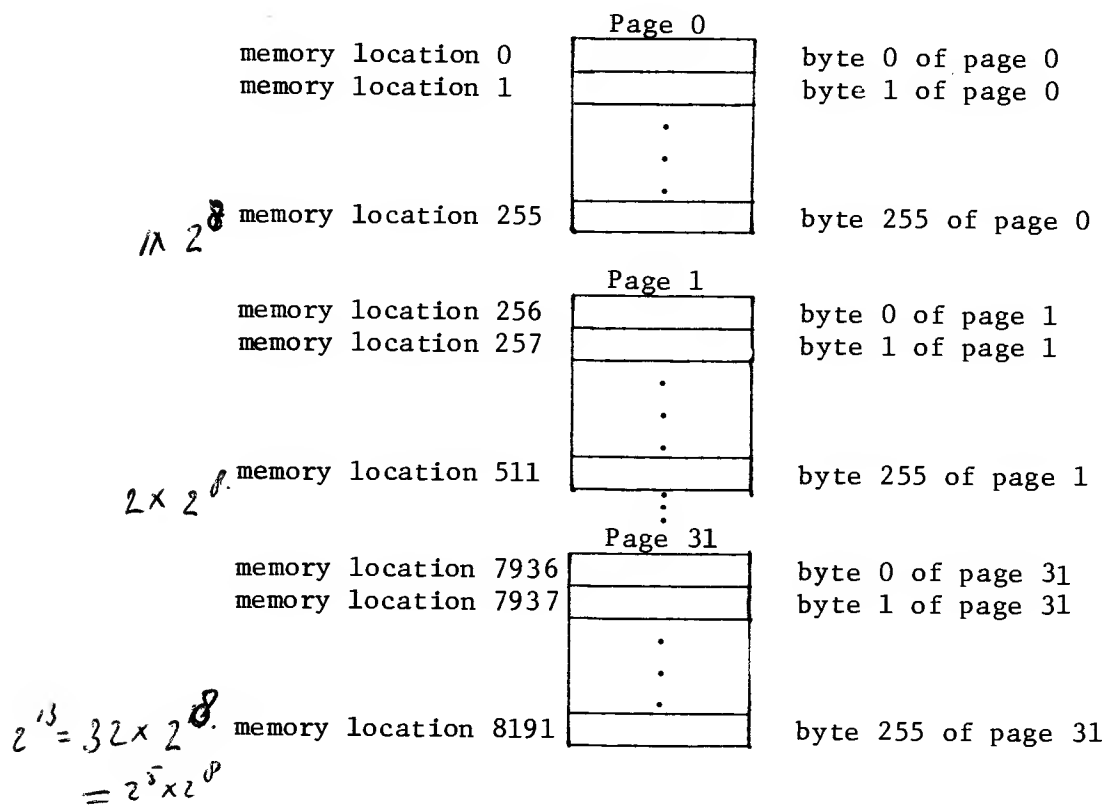 Page 0
memory location 0 byte 0 of page 0
memory location 1 byte 1 of page 0
memory location 255 byte 255 of page 0
1 x 2^8
Page 1
memory location 256 byte 0 of page 1
memory location 257 byte 1 of page 1
memory location 511 byte 255 of page 1
2 x 2^8.
Page 31
memory location 7936 byte 0 of page 31
memory location 7937 byte 1 of page 31
2^13 = 32 x 2^8. memory location 8191 byte 255 of page 31
= 2^5 x 2^8